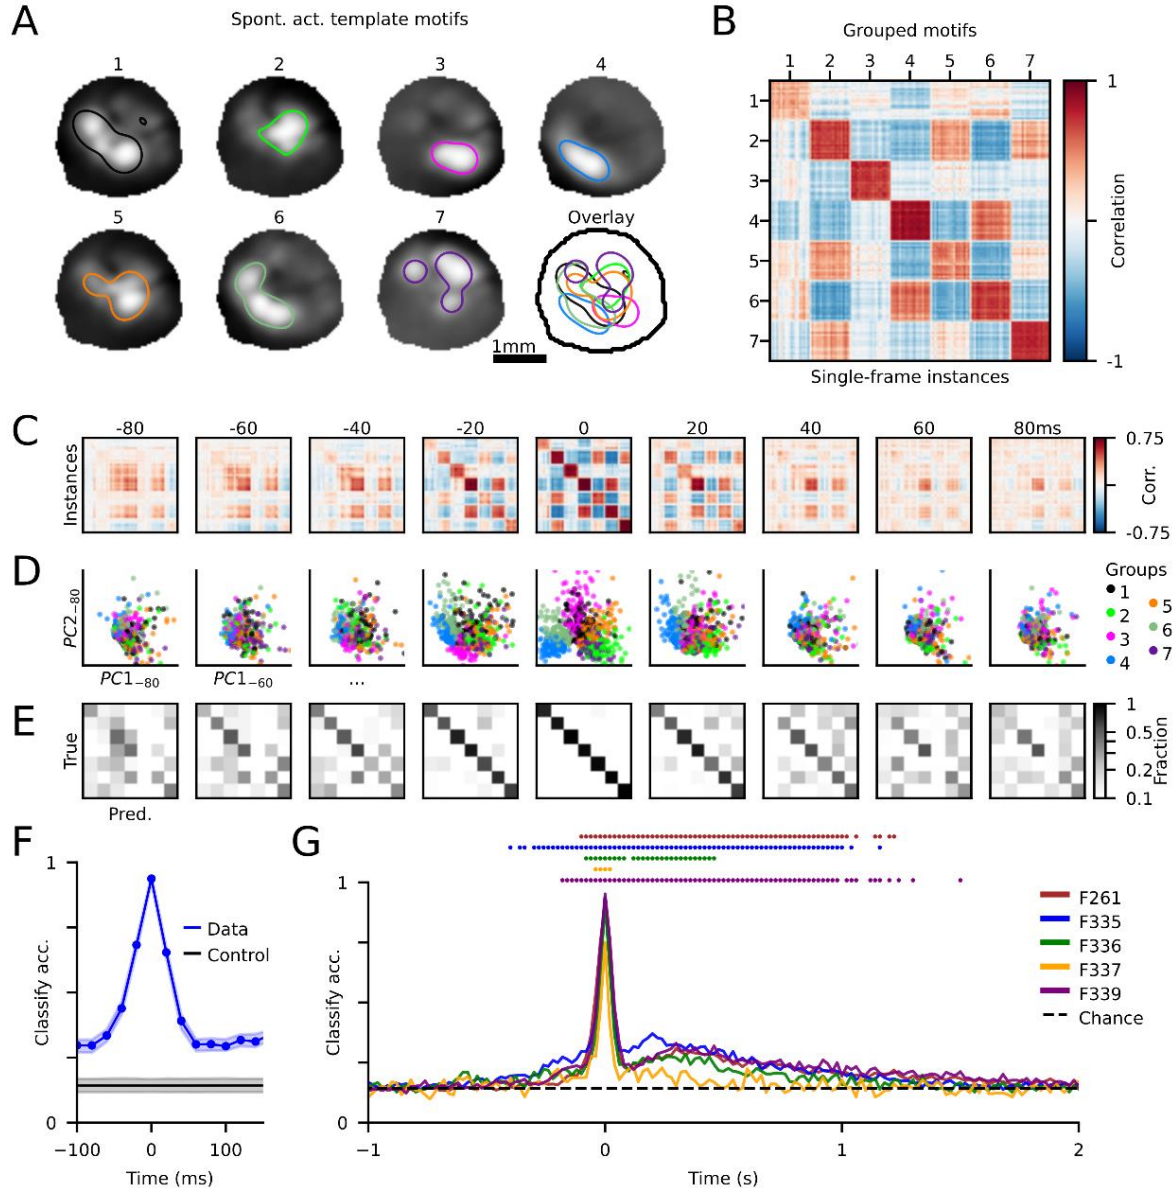 A
Spont. act. template motifs
1 2 3 4
5 6 7 Overlay
1mm
B
Grouped motifs
1 2 3 4 5 6 7
1
2
3
4
5
6
7
Single-frame instances
1
Correlation
-1
C
-80 -60 -40 -20 0 20 40 60 80ms
Instances
0.75
Corr.
-0.75
D
PC2₋₈₀
PC1₋₈₀ PC1₋₆₀ ...
Groups
1
2
3
4
5
6
7
E
True
Pred.
1
0.5
0.2
0.1
Fraction
F
1
Classify acc.
0
Data
Control
−100 0 100
Time (ms)
G
1
Classify acc.
0
F261
F335
F336
F337
F339
Chance
−1 0 1 2
Time (s)